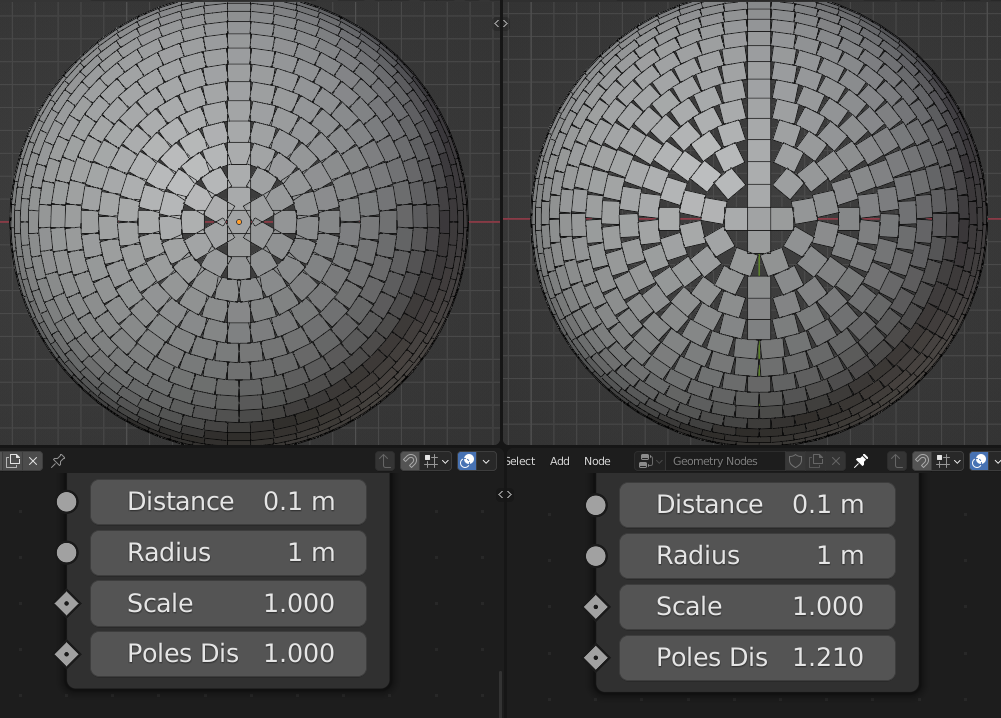 Select Add Node Geometry Nodes
Distance 0.1 m
Radius 1 m
Scale 1.000
Poles Dis 1.000
Distance 0.1 m
Radius 1 m
Scale 1.000
Poles Dis 1.210